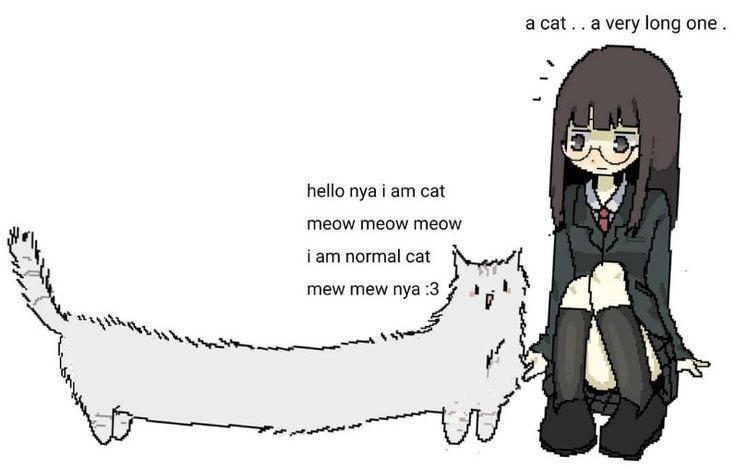 a cat . . a very long one .
hello nya i am cat
meow meow meow
i am normal cat
mew mew nya :3